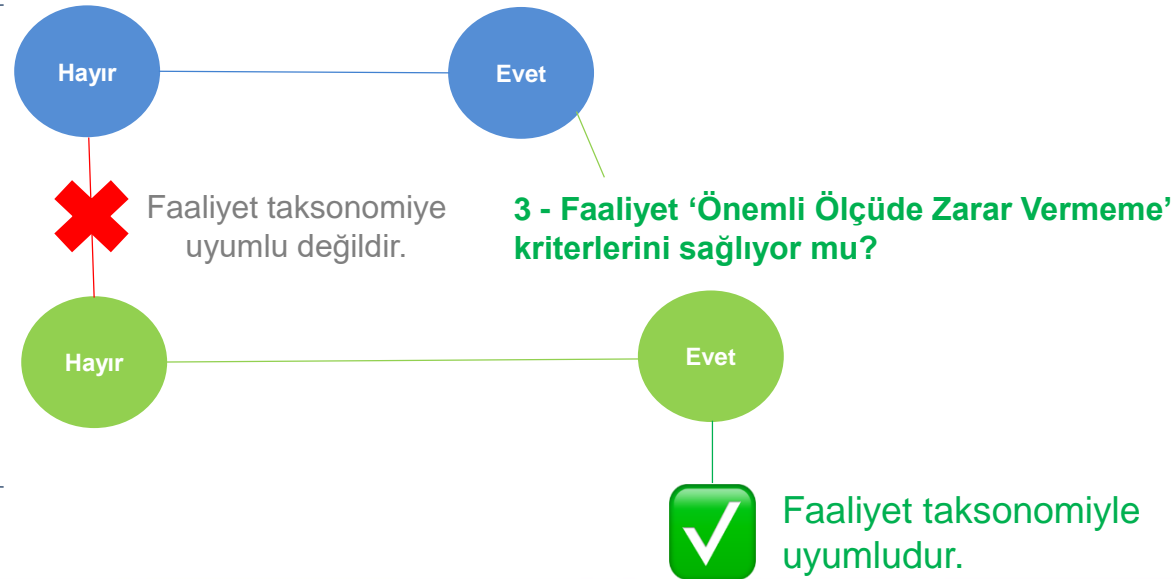 Hayır
Evet
Faaliyet taksonomiye
uyumlu değildir.
3 - Faaliyet ‘Önemli Ölçüde Zarar Vermeme’
kriterlerini sağlıyor mu?
Hayır
Evet
Faaliyet taksonomiyle
uyumludur.